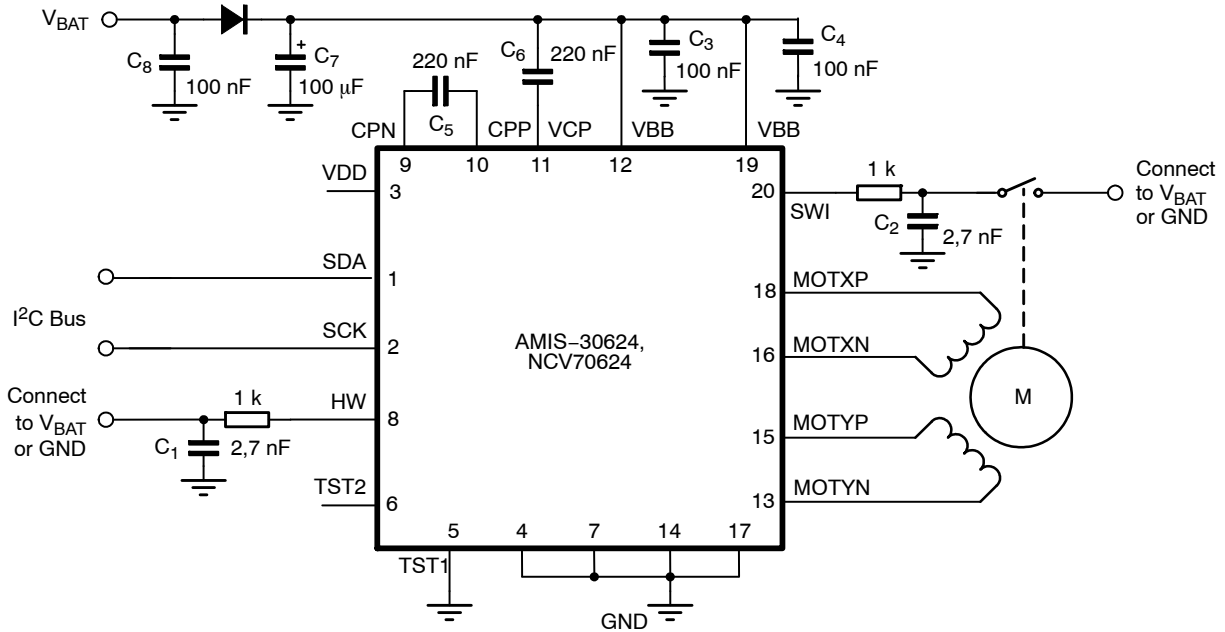 VBAT
C8
100 nF
+
C7
100 μF
220 nF
C5
C6
220 nF
C3
100 nF
C4
100 nF
CPN
CPP
VCP
VBB
VBB
9
10
11
12
19
VDD
3
20
SWI
1 k
C2
2,7 nF
Connect
to VBAT
or GND
SDA
1
I2C Bus
SCK
2
18
MOTXP
16
MOTXN
AMIS−30624,
NCV70624
M
Connect
to VBAT
or GND
1 k
HW
8
C1
2,7 nF
15
MOTYP
13
MOTYN
TST2
6
5
4
7
14
17
TST1
GND